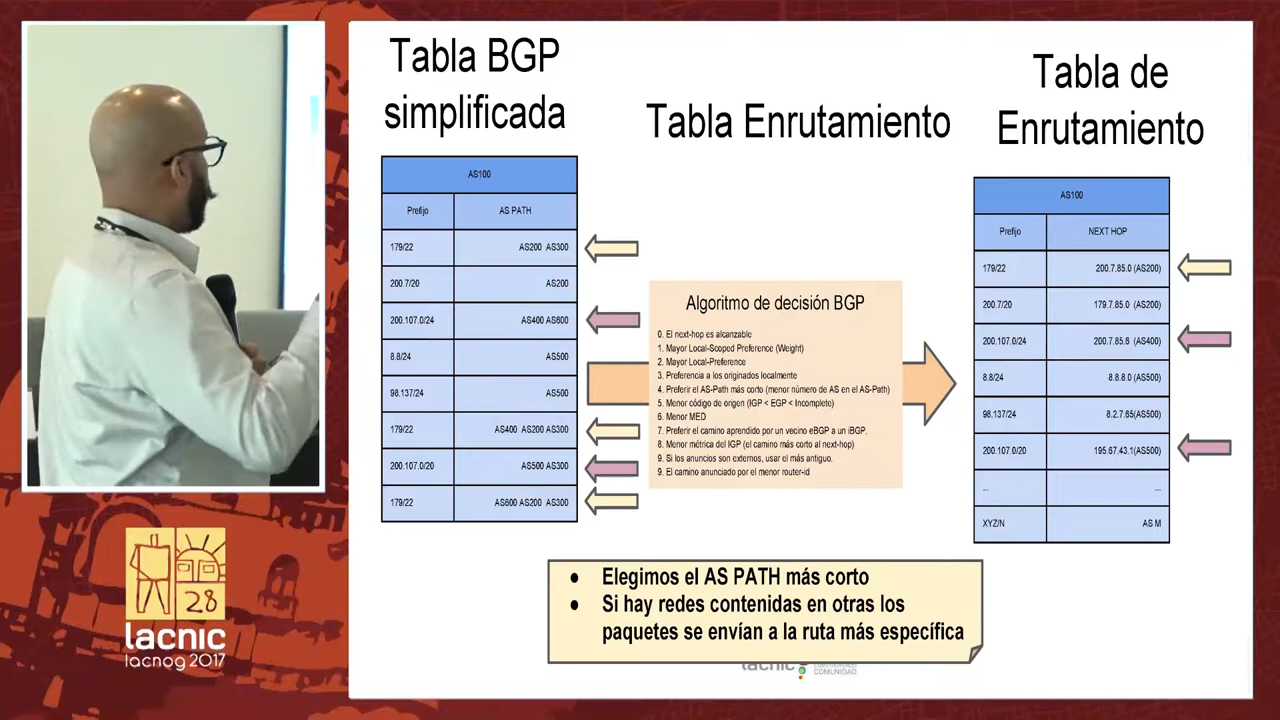 Tabla BGP
simplificada
AS100
Prefijo AS PATH
179/22 AS200 AS300
200.7/20 AS200
200.107.0/24 AS400 AS600
8.8/24 AS500
98.137/24 AS500
179/22 AS400 AS200 AS300
200.107.0/20 AS500 AS300
179/22 AS600 AS200 AS300
Tabla Enrutamiento
Algoritmo de decisión BGP
0. El next-hop es alcanzable
1. Mayor Local-Scoped Preference (Weight)
2. Mayor Local-Preference
3. Preferencia a los originados localmente
4. Preferir el AS-Path más corto (menor número de AS en el AS-Path)
5. Menor código de origen (IGP < EGP < Incomplete)
6. Menor MED
7. Preferir el camino aprendido por un vecino eBGP a un iBGP.
8. Menor métrica del IGP (el camino más corto al next-hop)
9. Si los anuncios son externos, usar el más antiguo.
9. El camino anunciado por el menor router-id
Tabla de
Enrutamiento
AS100
Prefijo NEXT HOP
179/22 200.7.85.0 (AS200)
200.7/20 179.7.85.0 (AS200)
200.107.0/24 200.7.85.6 (AS400)
8.8/24 8.8.8.0 (AS500)
98.137/24 8.2.7.65(AS500)
200.107.0/20 195.67.43.1(AS500)
... ...
XYZ/N AS M
● Elegimos el AS PATH más corto
● Si hay redes contenidas en otras los
paquetes se envían a la ruta más específica
lacnic
COMUNIDAD
28
lacnic
lacnog 2017